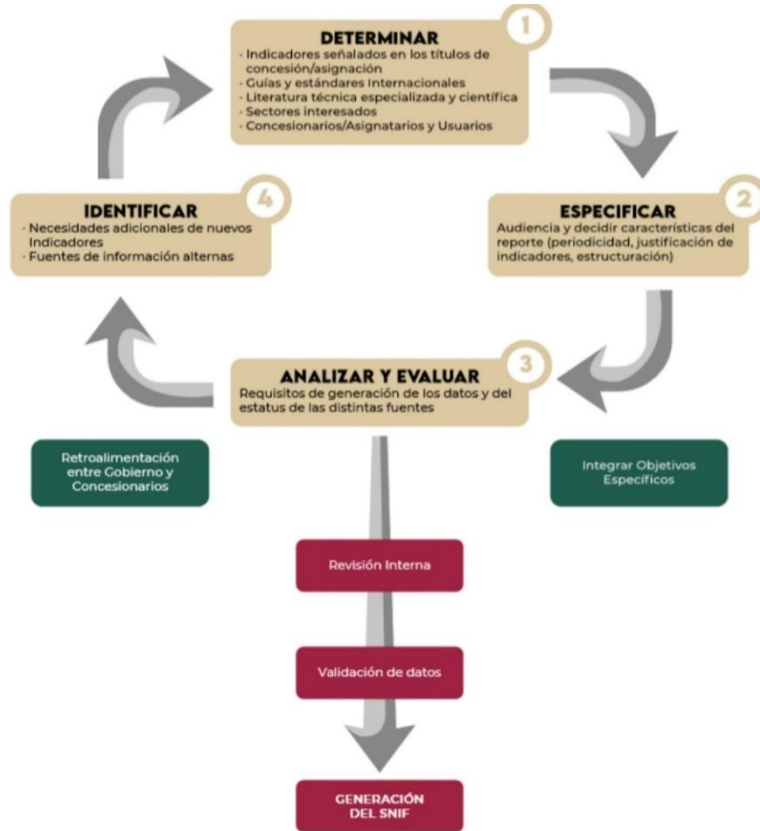 1
DETERMINAR
· Indicadores señalados en los títulos de
concesión/asignación
· Guías y estándares Internacionales
· Literatura técnica especializada y científica
· Sectores interesados
· Concesionarios/Asignatarios y Usuarios
2
ESPECIFICAR
Audiencia y decidir características del
reporte (periodicidad, justificación de
indicadores, estructuración)
3
ANALIZAR Y EVALUAR
Requisitos de generación de los datos y del
estatus de las distintas fuentes
4
IDENTIFICAR
· Necesidades adicionales de nuevos
Indicadores
· Fuentes de información alternas
Retroalimentación
entre Gobierno y
Concesionarios
Integrar Objetivos
Específicos
Revisión Interna
Validación de datos
GENERACIÓN
DEL SNIF